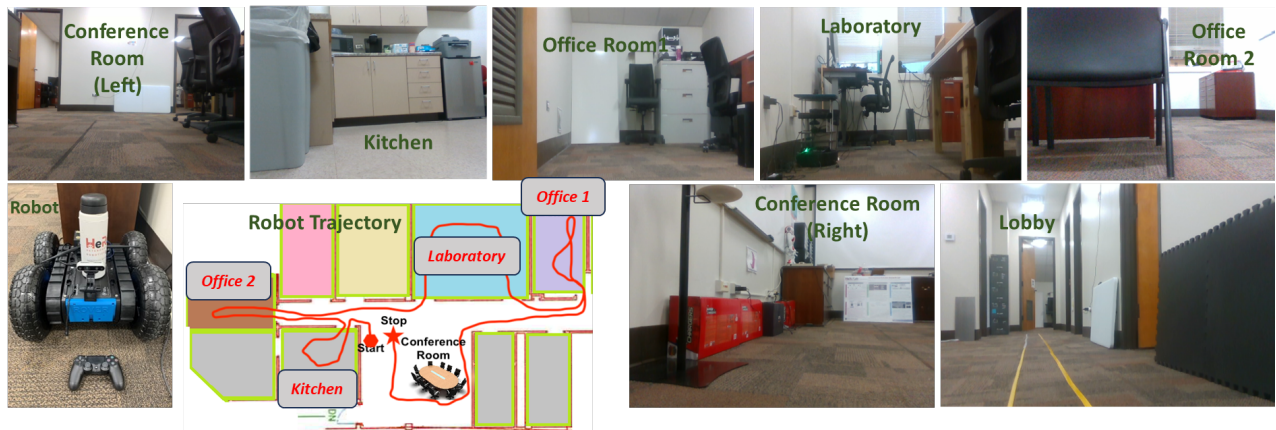 Conference
Room
(Left)
Kitchen
Office Room1
Laboratory
Office
Room 2
Robot
He
Robot Trajectory
Office 1
Laboratory
Office 2
Stop
Start
Conference
Room
Kitchen
Conference Room
(Right)
Lobby